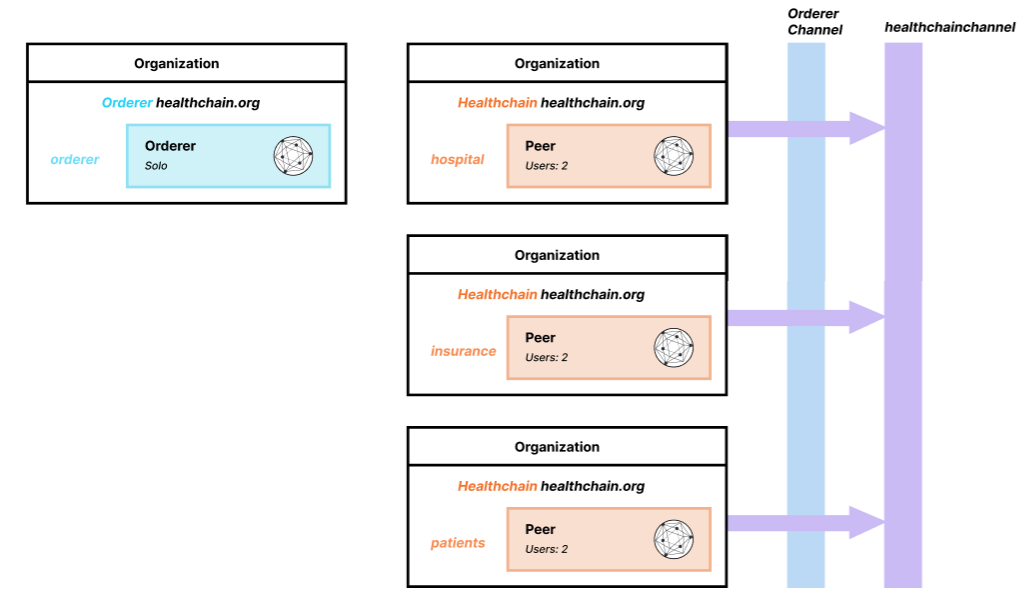 Orderer
Channel
healthchainchannel
Organization
Orderer healthchain.org
orderer
Orderer
Solo
Organization
Healthchain healthchain.org
hospital
Peer
Users: 2
Organization
Healthchain healthchain.org
insurance
Peer
Users: 2
Organization
Healthchain healthchain.org
patients
Peer
Users: 2